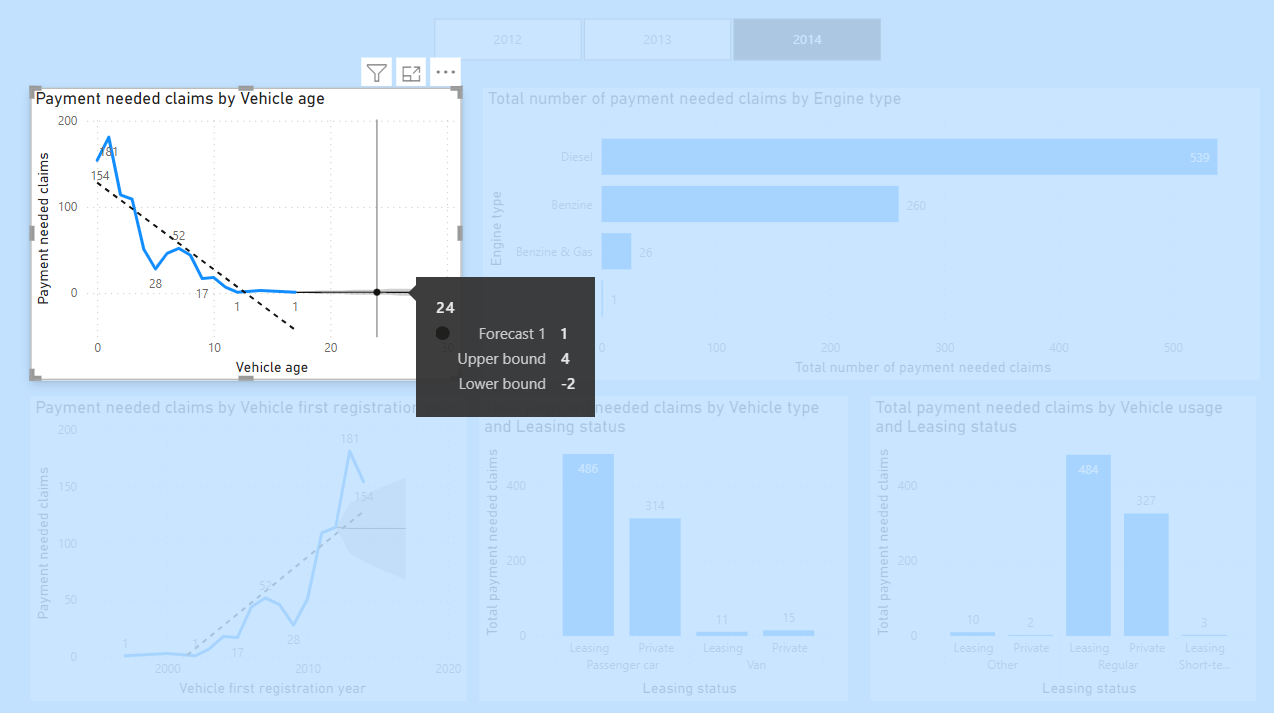 2012
2013
2014
Payment needed claims by Vehicle age
200
100
0
181
154
52
28
17
1
1
0
10
20
Payment needed claims
Vehicle age
24
Forecast 1 1
Upper bound 4
Lower bound -2
Total number of payment needed claims by Engine type
Engine type
Diesel
539
Benzine
260
Benzine & Gas
26
1
0
100
200
300
400
500
Total number of payment needed claims
Payment needed claims by Vehicle first registration
200
150
100
50
0
181
154
52
28
17
1
1
2000
2010
2020
Payment needed claims
Vehicle first registration year
needed claims by Vehicle type
and Leasing status
400
200
0
486
314
11
15
Leasing
Private
Leasing
Private
Passenger car
Van
Total payment needed claims
Leasing status
Total payment needed claims by Vehicle usage
and Leasing status
400
200
0
10
2
484
327
3
Leasing
Private
Leasing
Private
Leasing
Other
Regular
Short-te...
Total payment needed claims
Leasing status